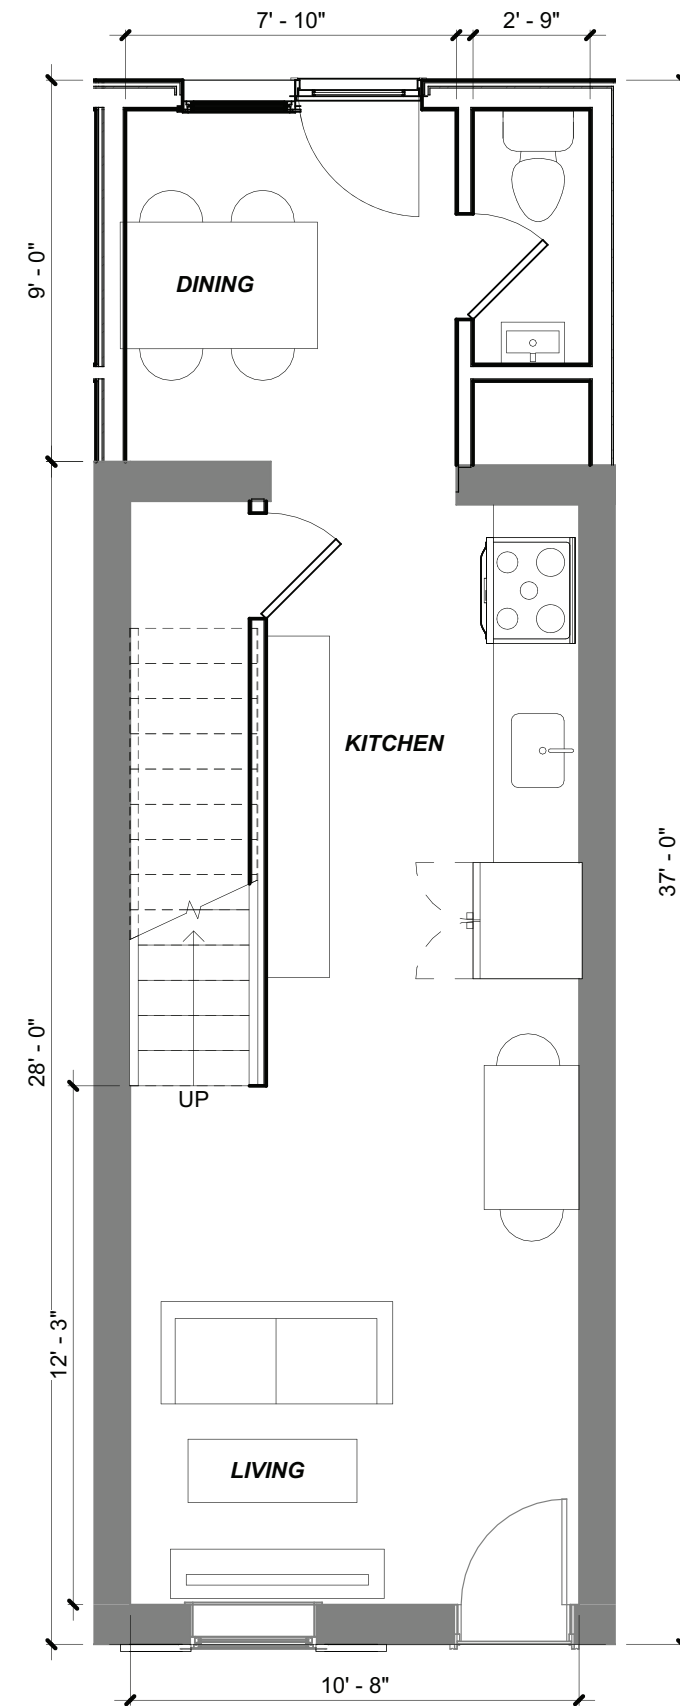 7' - 10"
2' - 9"
9' - 0"
DINING
KITCHEN
37' - 0"
28' - 0"
UP
12' - 3"
LIVING
10' - 8"